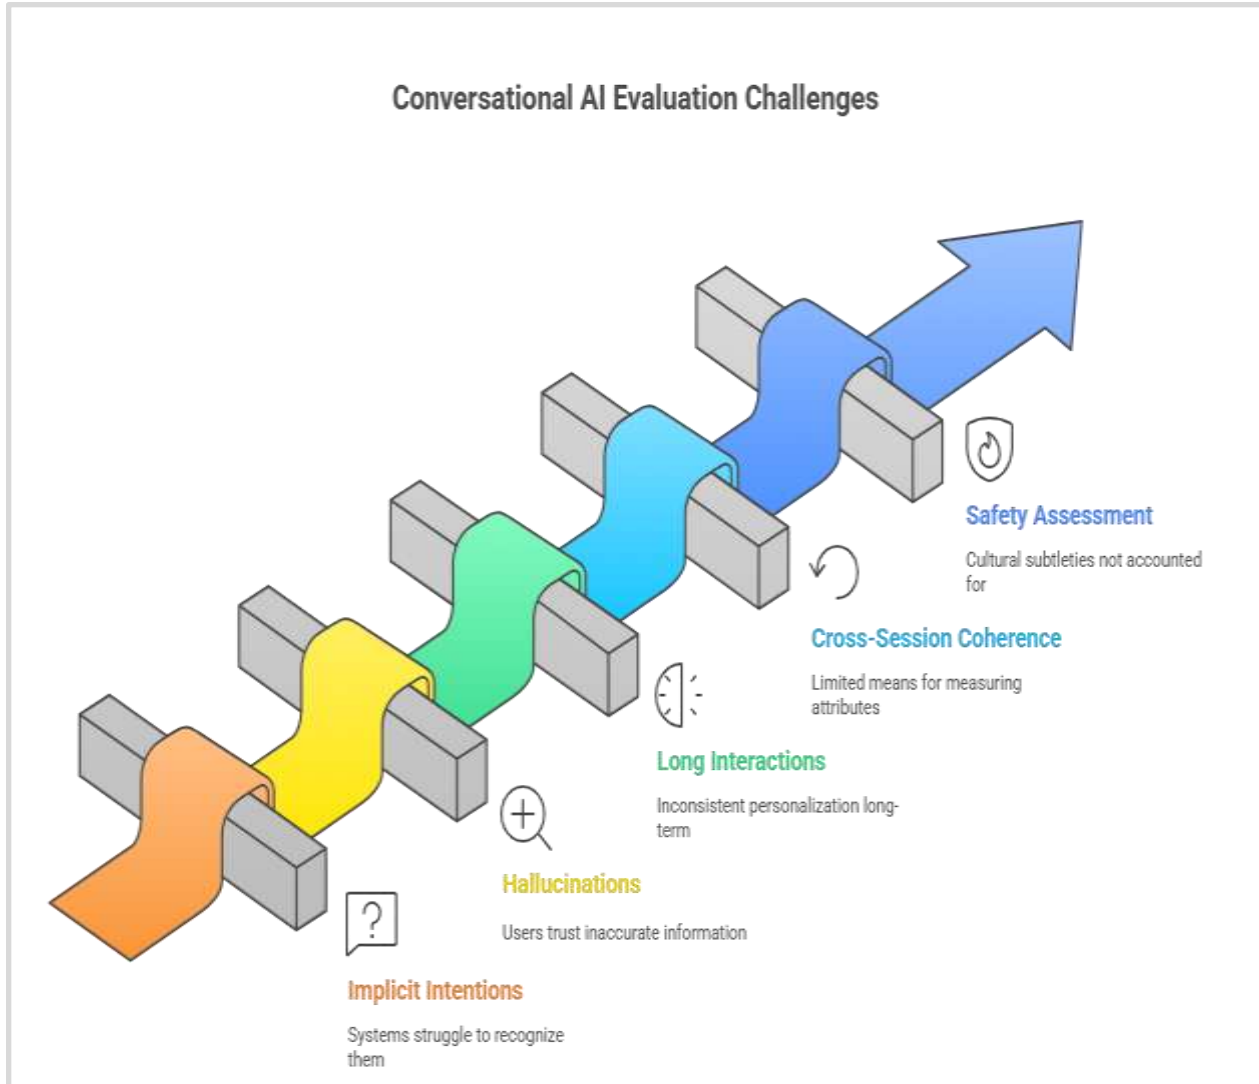 Conversational AI Evaluation Challenges
Safety Assessment
Cultural subtleties not accounted
for
Cross-Session Coherence
Limited means for measuring
attributes
Long Interactions
Inconsistent personalization long-
term
Hallucinations
Users trust inaccurate information
?
Implicit Intentions
Systems struggle to recognize
them